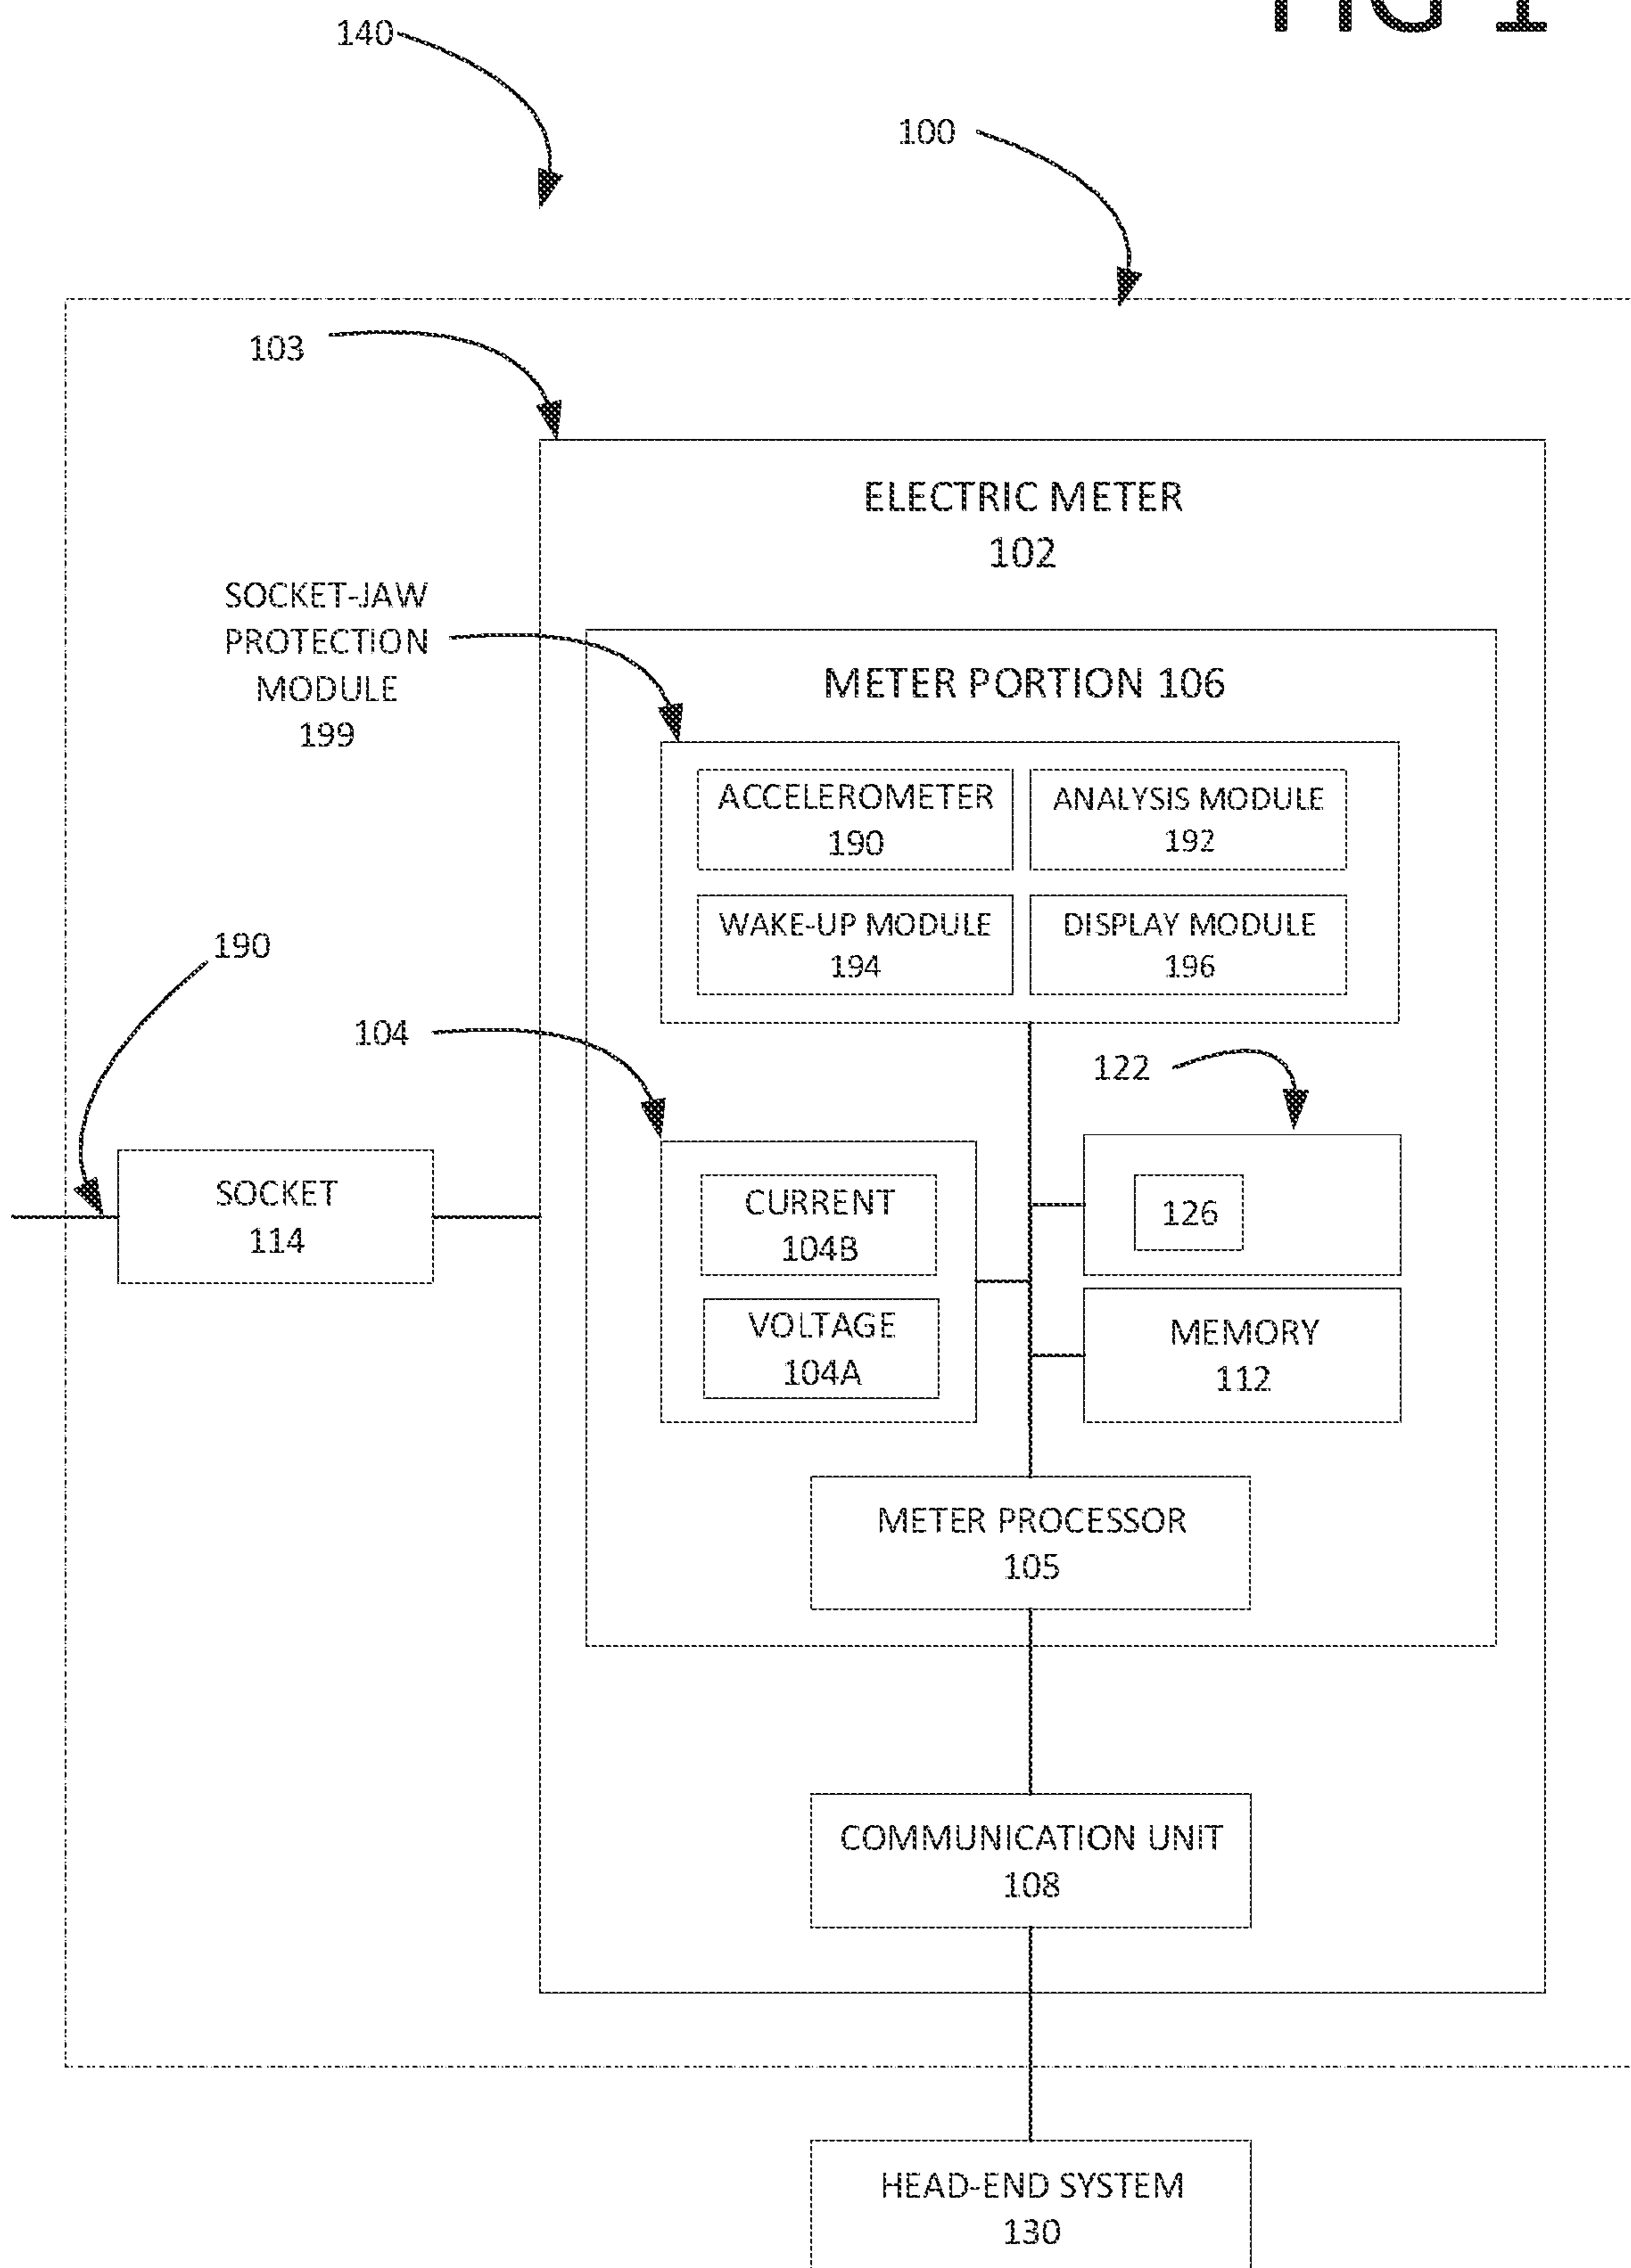 FIG 1
140
100
103
ELECTRIC METER
102
SOCKET-JAW
PROTECTION
MODULE
199
METER PORTION 106
ACCELEROMETER
190
ANALYSIS MODULE
192
WAKE-UP MODULE
194
DISPLAY MODULE
196
190
104
122
SOCKET
114
CURRENT
104B
126
VOLTAGE
104A
MEMORY
112
METER PROCESSOR
105
COMMUNICATION UNIT
108
HEAD-END SYSTEM
130